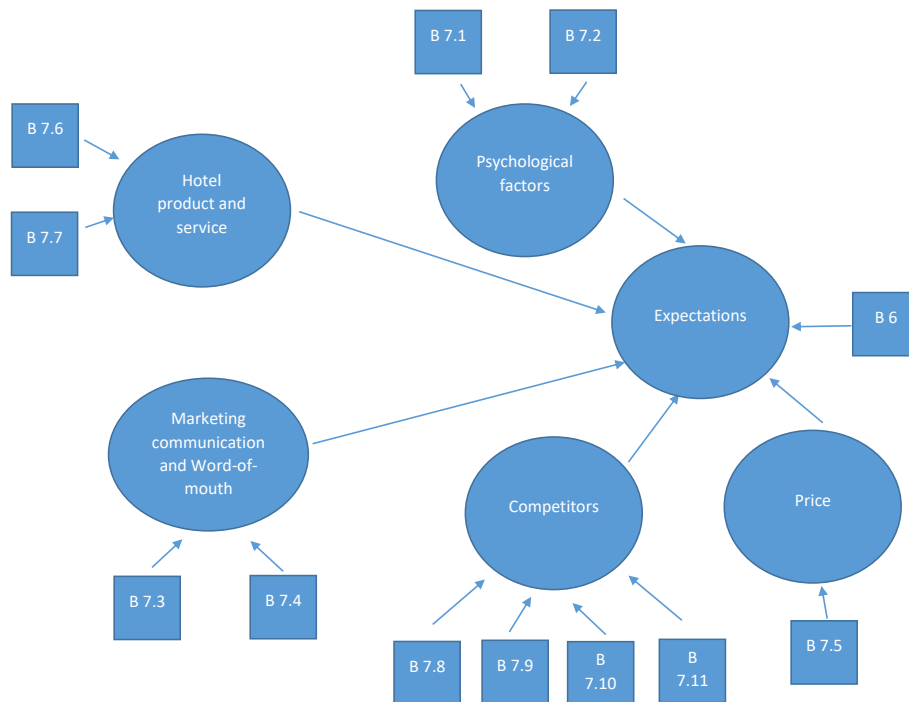 B 7.1
B 7.2
B 7.6
Psychological
factors
Hotel
product and
service
B 7.7
Expectations
B 6
Marketing
communication
and Word-of-
mouth
Competitors
Price
B 7.3
B 7.4
B 7.8
B 7.9
B
7.10
B
7.11
B 7.5